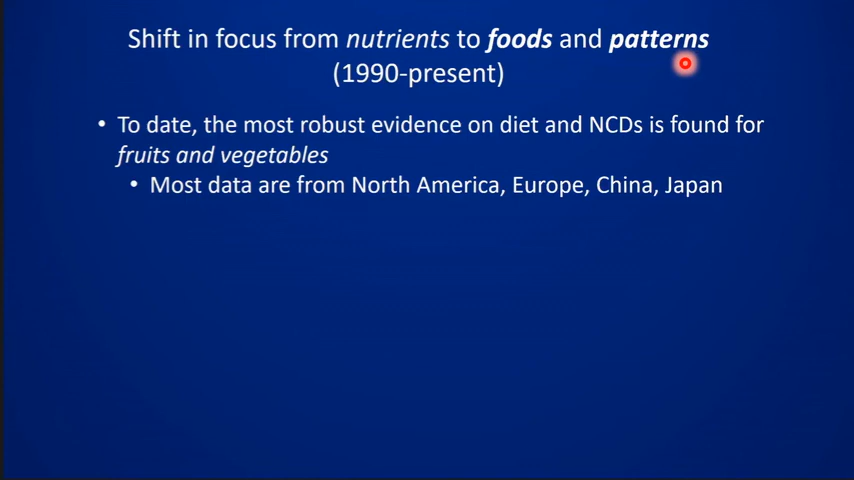 Shift in focus from nutrients to foods and patterns
(1990-present)
• To date, the most robust evidence on diet and NCDs is found for
fruits and vegetables
• Most data are from North America, Europe, China, Japan